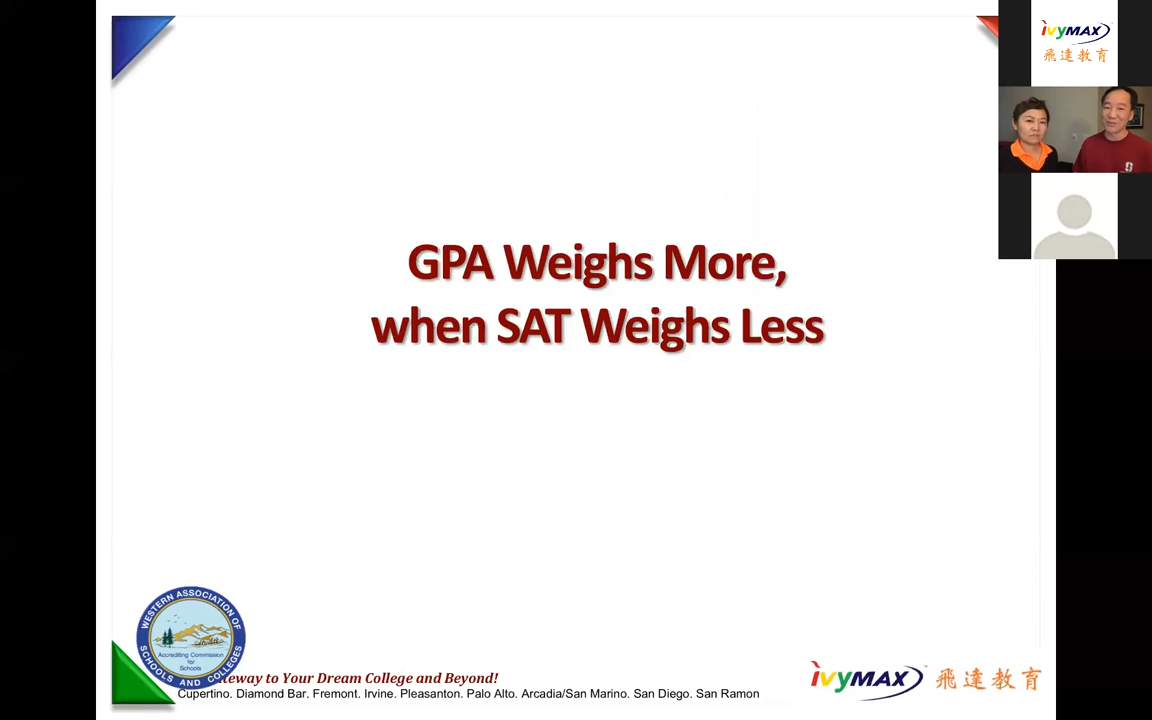 ivyMAX
飛達教育
GPA Weighs More,
when SAT Weighs Less
WESTERN ASSOCIATION OF
SCHOOLS AND COLLEGES
Accrediting Commission
for
Schools
to Your Dream College and Beyond!
Cupertino. Diamond Bar. Fremont. Irvine. Pleasanton. Palo Alto. Arcadia/San Marino. San Diego. San Ramon
ivyMAX 飛達教育